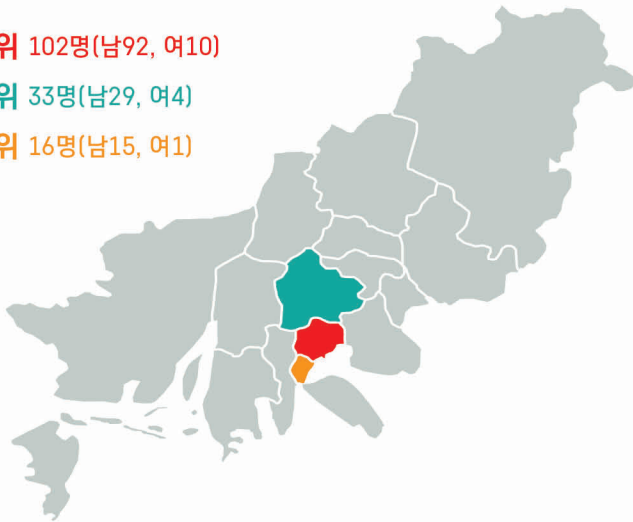 위 102명(남92, 여10)
위 33명(남29, 여4)
위 16명(남15, 여1)